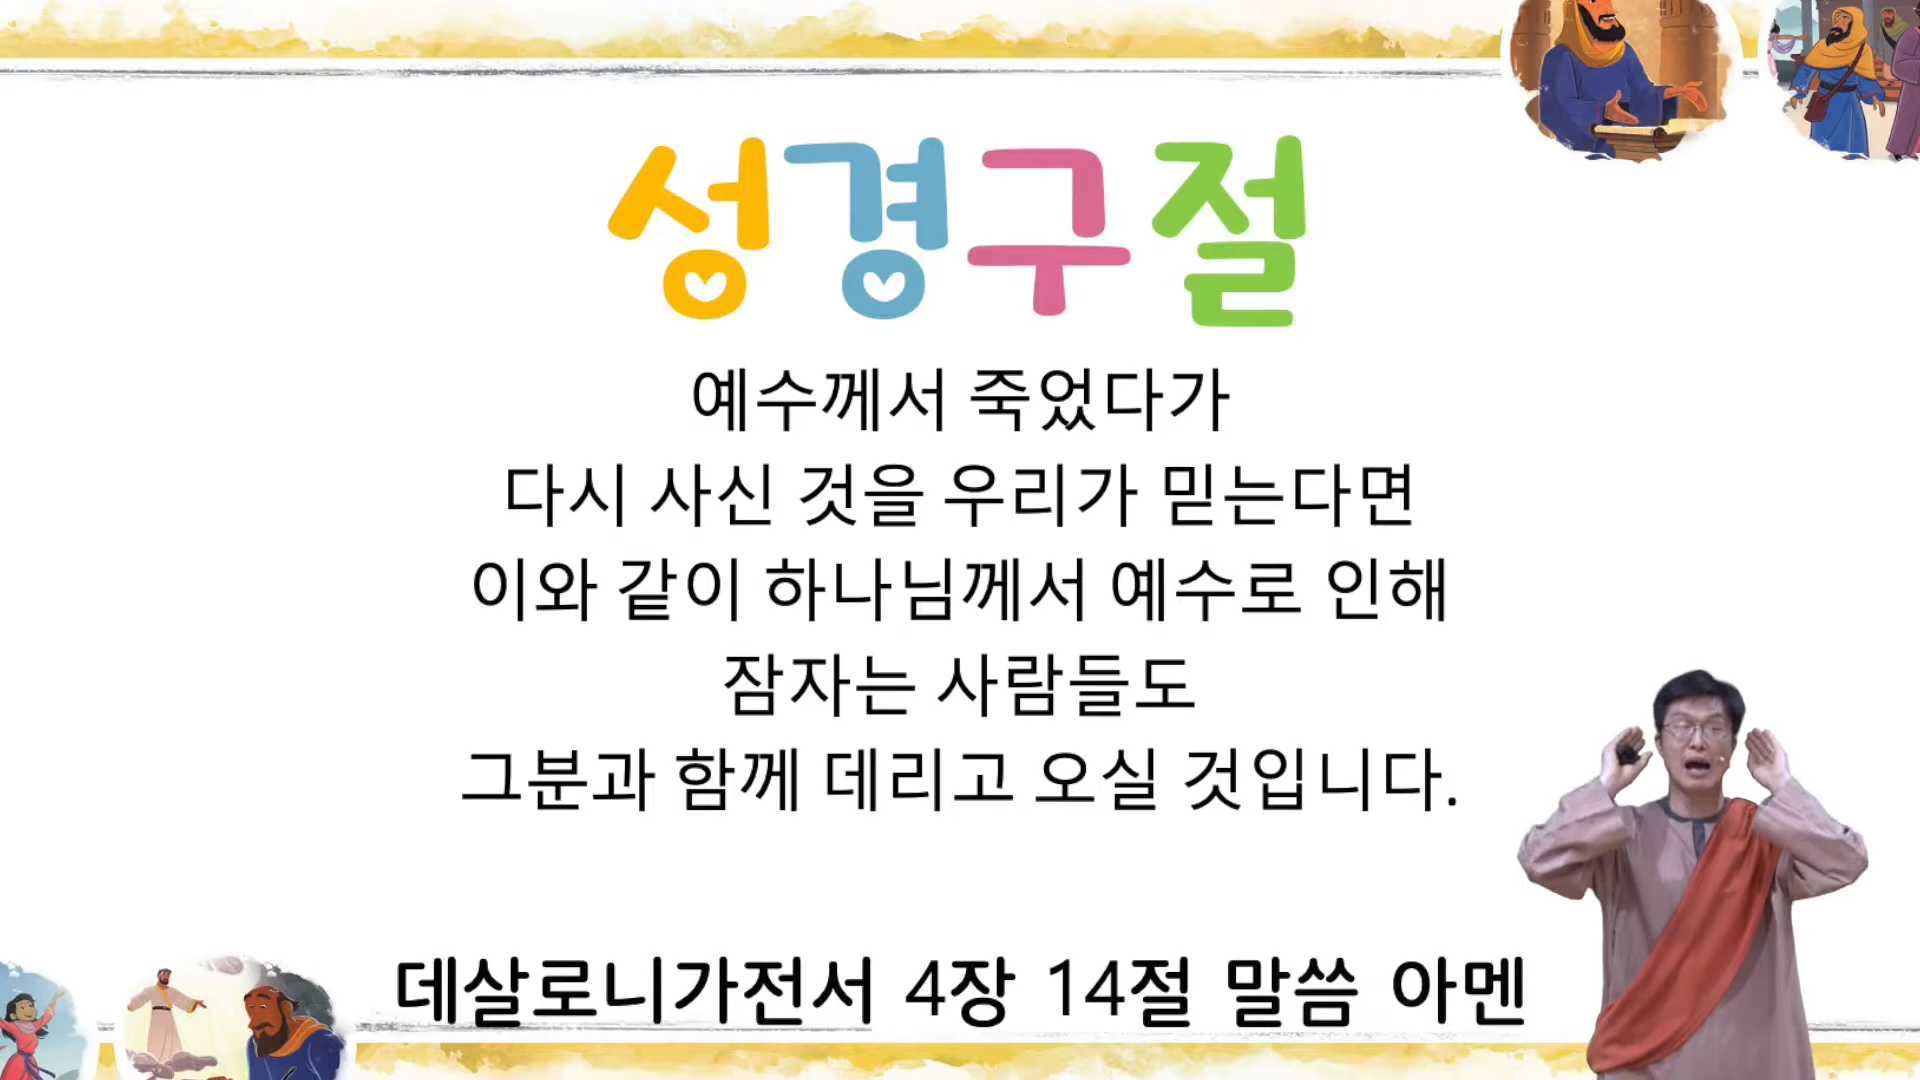 성경구절
예수께서 죽었다가
다시 사신 것을 우리가 믿는다면
이와 같이 하나님께서 예수로 인해
잠자는 사람들도
그분과 함께 데리고 오실 것입니다.
데살로니가전서 4장 14절 말씀 아멘